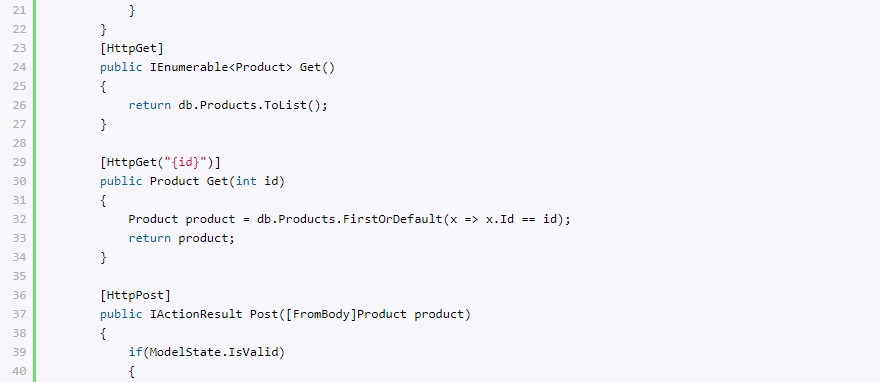 21             }
22         }
23         [HttpGet]
24         public IEnumerable<Product> Get()
25         {
26             return db.Products.ToList();
27         }
28
29         [HttpGet("{id}")]
30         public Product Get(int id)
31         {
32             Product product = db.Products.FirstOrDefault(x => x.Id == id);
33             return product;
34         }
35
36         [HttpPost]
37         public IActionResult Post([FromBody]Product product)
38         {
39             if(ModelState.IsValid)
40             {